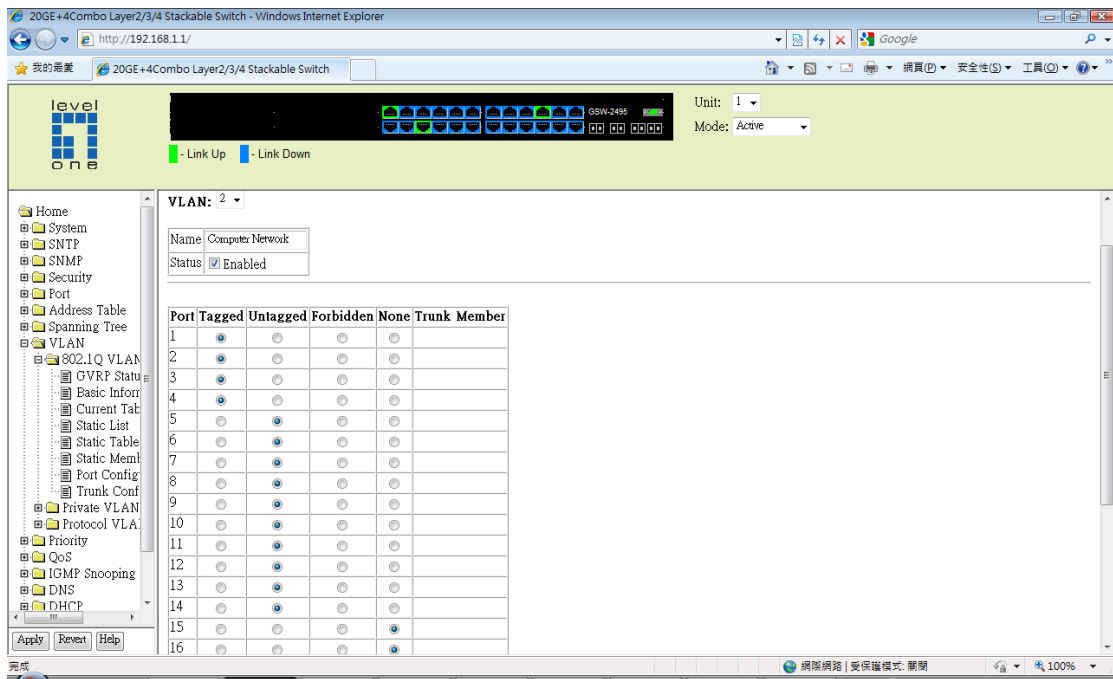 20GE+4Combo Layer2/3/4 Stackable Switch - Windows Internet Explorer
http://192.168.1.1/
Google
我的最愛
20GE+4Combo Layer2/3/4 Stackable Switch
網頁(P)
安全性(S)
工具(O)
level
one
GSW-2495
- Link Up
- Link Down
Unit: 1
Mode: Active
Home
System
SNTP
SNMP
Security
Port
Address Table
Spanning Tree
VLAN
802.1Q VLAN
GVRP Statu
Basic Inform
Current Tab
Static List
Static Table
Static Memb
Port Config
Trunk Conf
Private VLAN
Protocol VLA
Priority
QoS
IGMP Snooping
DNS
DHCP
Apply Revert Help
VLAN: 2
Name Computer Network
Status Enabled
Port Tagged Untagged Forbidden None Trunk Member
1
2
3
4
5
6
7
8
9
10
11
12
13
14
15
16
完成
網際網路 | 受保護模式: 關閉
100%